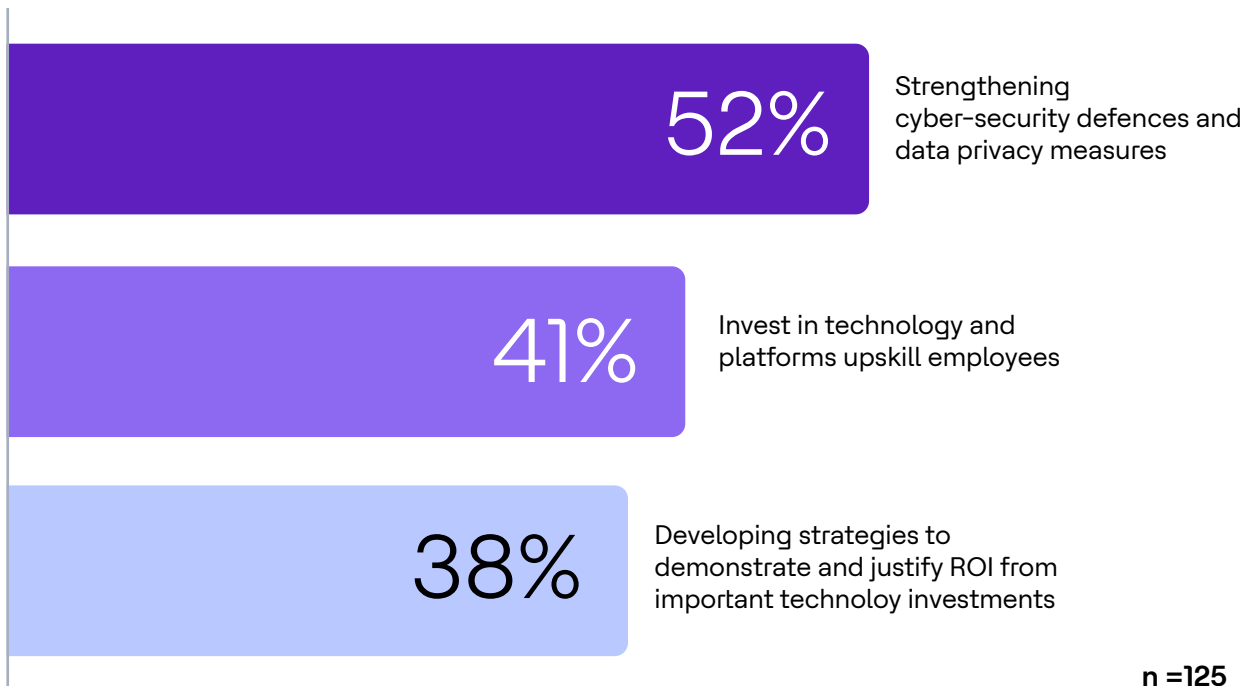 52%
Strengthening
cyber-security defences and
data privacy measures
41%
Invest in technology and
platforms upskill employees
38%
Developing strategies to
demonstrate and justify ROI from
important technoloy investments
n =125